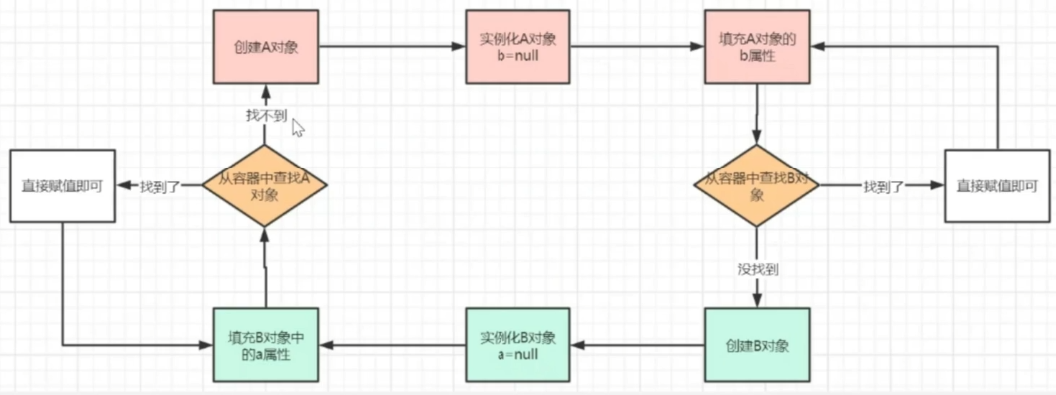 创建A对象
实例化A对象
b=null
填充A对象的
b属性
找不到
直接赋值即可
找到了
从容器中查找A
对象
从容器中查找B对
象
找到了
直接赋值即可
没找到
填充B对象中
的a属性
实例化B对象
a=null
创建B对象